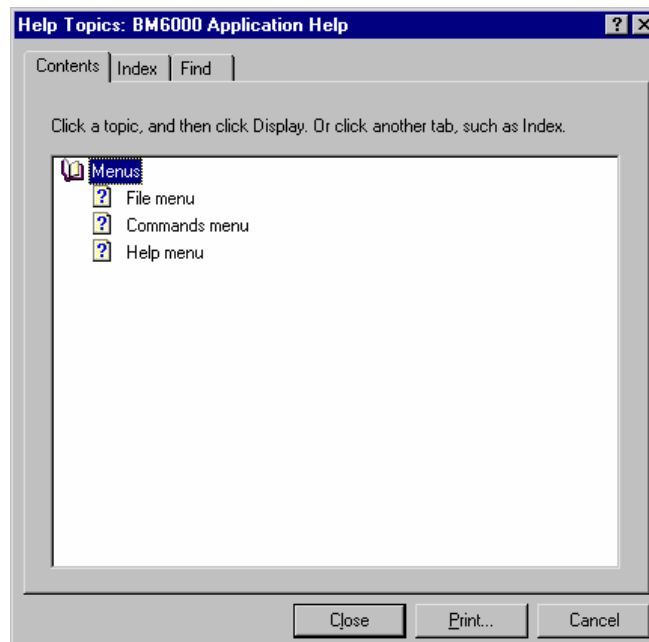 Help Topics: BM6000 Application Help
Contents Index Find
Click a topic, and then click Display. Or click another tab, such as Index.
Menus
File menu
Commands menu
Help menu
Close Print... Cancel